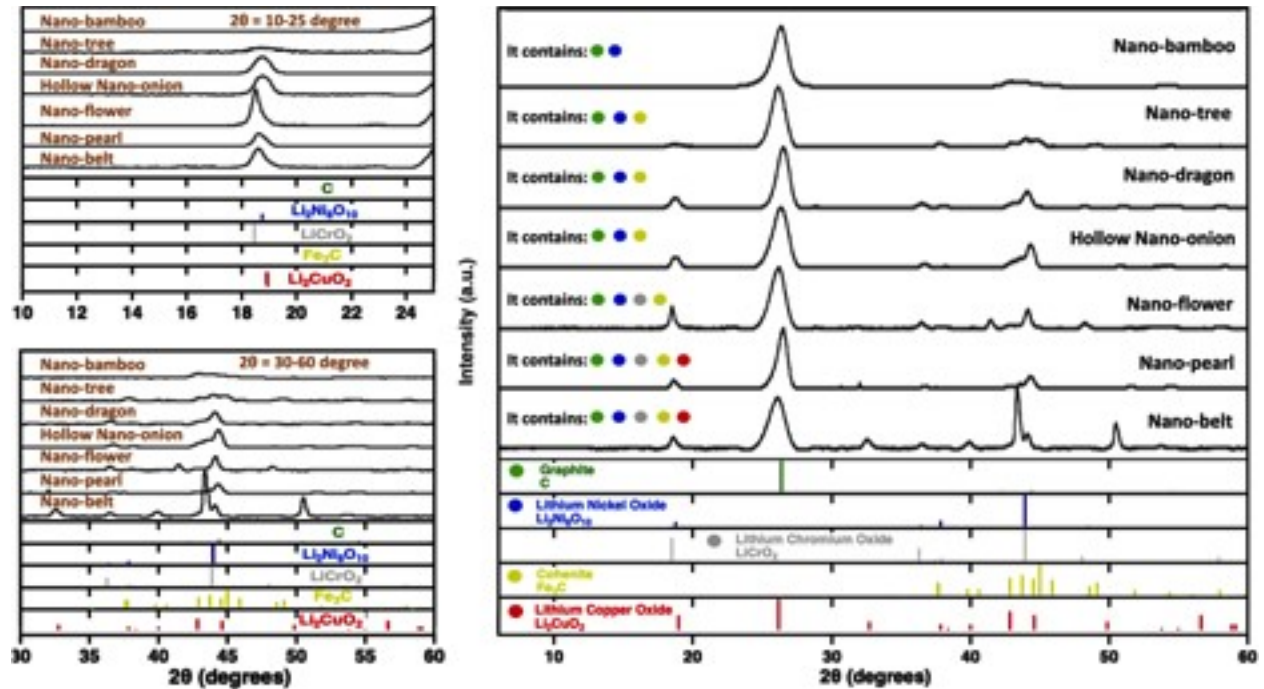 Nano-bamboo 2θ = 10-25 degree
Nano-tree
Nano-dragon
Hollow Nano-onion
Nano-flower
Nano-pearl
Nano-belt
C
Li₂Ni₈O₁₀
LiCrO₂
Fe₃C
Li₂CuO₂
10 12 14 16 18 20 22 24
Nano-bamboo 2θ = 30-60 degree
Nano-tree
Nano-dragon
Hollow Nano-onion
Nano-flower
Nano-pearl
Nano-belt
C
Li₂Ni₈O₁₀
LiCrO₂
Fe₃C
Li₂CuO₂
30 35 40 45 50 55 60
2θ (degrees)
Intensity (a.u.)
It contains: Nano-bamboo
It contains: Nano-tree
It contains: Nano-dragon
It contains: Hollow Nano-onion
It contains: Nano-flower
It contains: Nano-pearl
It contains: Nano-belt
Graphite
C
Lithium Nickel Oxide
Li₂Ni₈O₁₀
Lithium Chromium Oxide
LiCrO₂
Cohenite
Fe₃C
Lithium Copper Oxide
Li₂CuO₂
10 20 30 40 50 60
2θ (degrees)